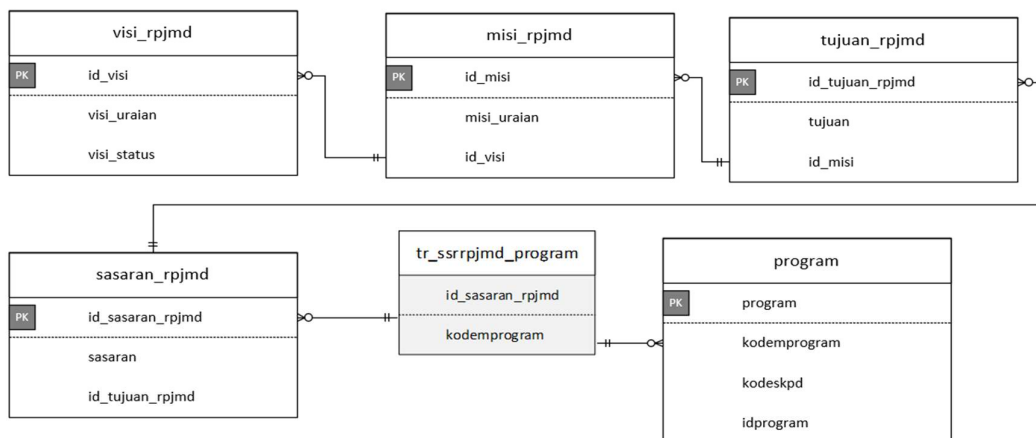 visi_rpjmd
PK id_visi
visi_uraian
visi_status
misi_rpjmd
PK id_misi
misi_uraian
id_visi
tujuan_rpjmd
PK id_tujuan_rpjmd
tujuan
id_misi
sasaran_rpjmd
PK id_sasaran_rpjmd
sasaran
id_tujuan_rpjmd
tr_ssrrpjmd_program
id_sasaran_rpjmd
kodemprogram
program
PK program
kodemprogram
kodeskpd
idprogram